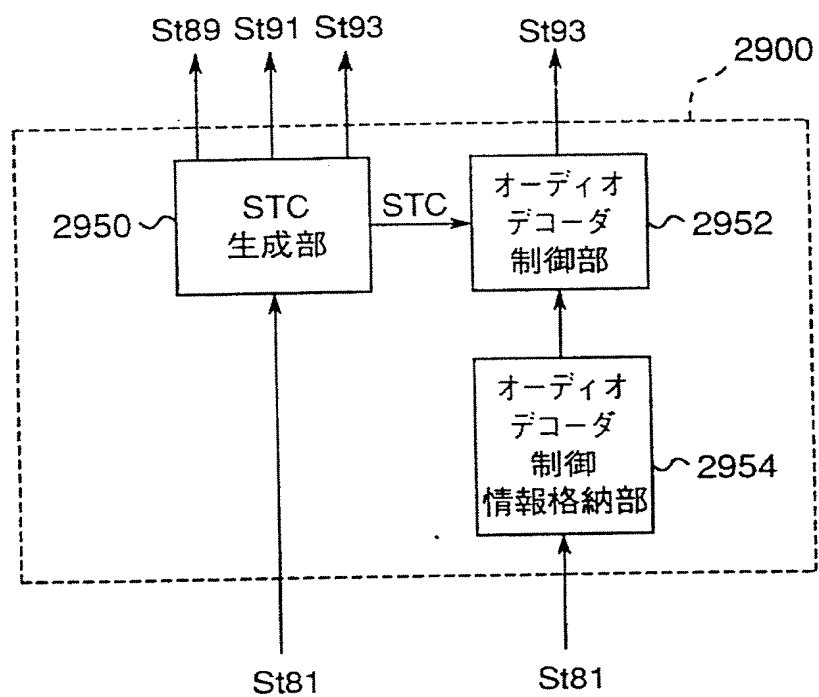 St89 St91 St93 St93
2900
2950
STC
生成部
STC
オーディオ
デコーダ
制御部
2952
オーディオ
デコーダ
制御
情報格納部
2954
St81 St81